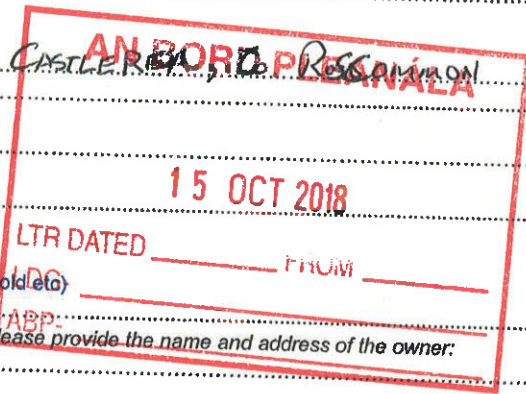 AN BORD PLEANÁLA
CASTLEREA, Co ROSCOMMON
15 OCT 2018
LTR DATED FROM
old etc)
LDG-
ABP-
lease provide the name and address of the owner: